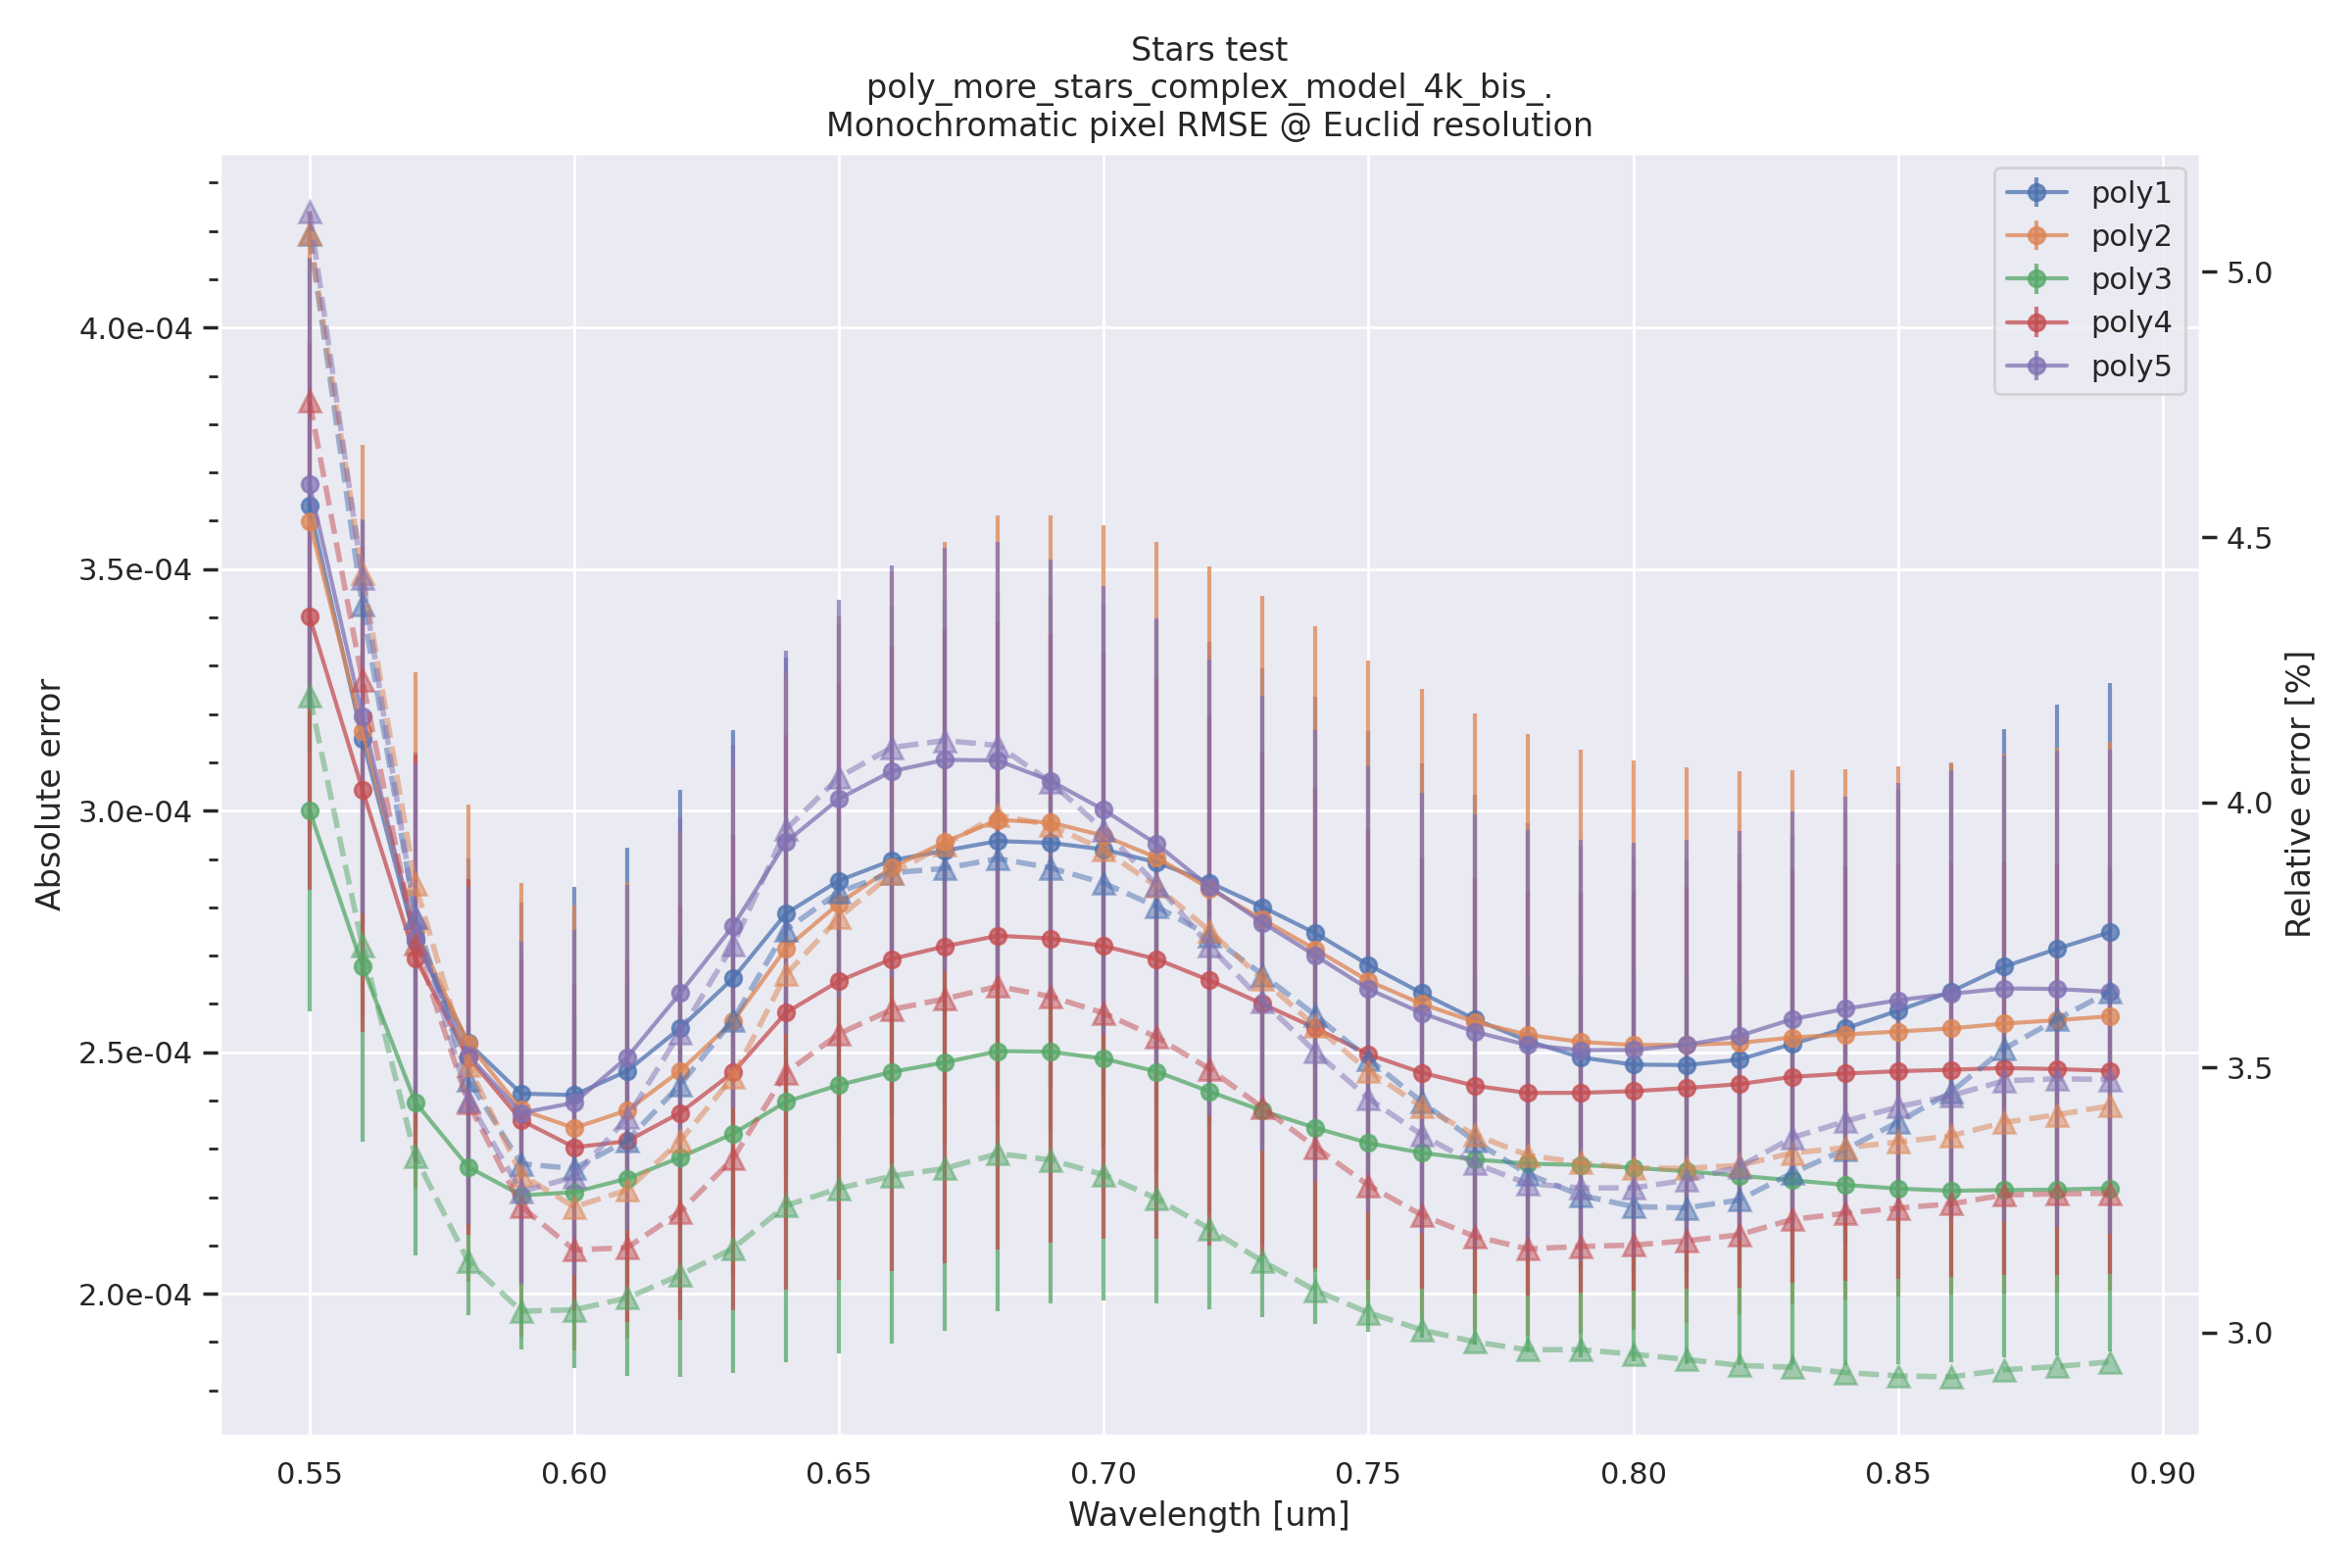 Stars test
poly_more_stars_complex_model_4k_bis_.
Monochromatic pixel RMSE @ Euclid resolution
poly1
poly2
poly3
poly4
poly5
Absolute error
4.0e-04
3.5e-04
3.0e-04
2.5e-04
2.0e-04
Relative error [%]
5.0
4.5
4.0
3.5
3.0
0.55 0.60 0.65 0.70 0.75 0.80 0.85 0.90
Wavelength [um]